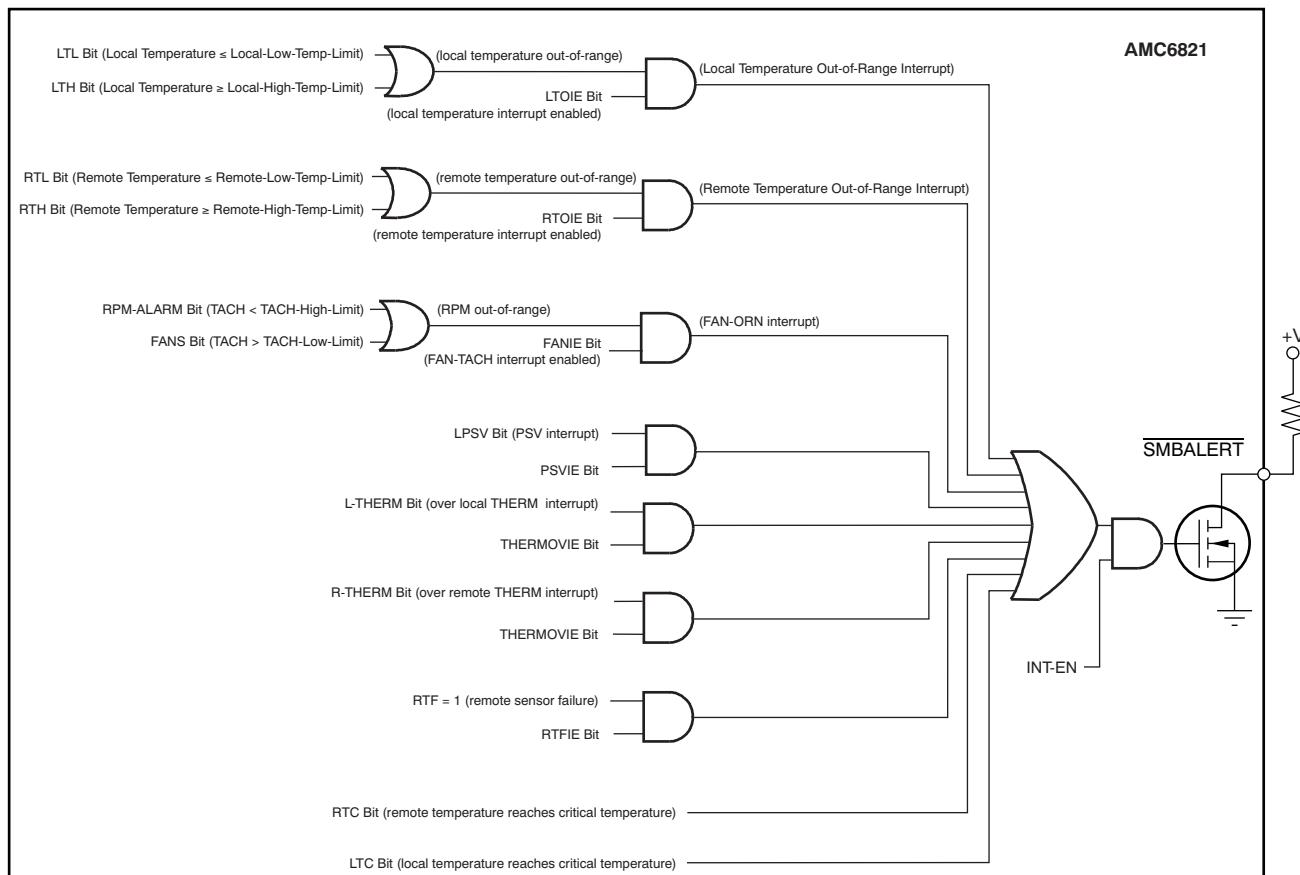 AMC6821
LTL Bit (Local Temperature ≤ Local-Low-Temp-Limit)
(local temperature out-of-range)
(Local Temperature Out-of-Range Interrupt)
LTH Bit (Local Temperature ≥ Local-High-Temp-Limit)
LTOIE Bit
(local temperature interrupt enabled)
RTL Bit (Remote Temperature ≤ Remote-Low-Temp-Limit)
(remote temperature out-of-range)
(Remote Temperature Out-of-Range Interrupt)
RTH Bit (Remote Temperature ≥ Remote-High-Temp-Limit)
RTOIE Bit
(remote temperature interrupt enabled)
RPM-ALARM Bit (TACH < TACH-High-Limit)
(RPM out-of-range)
(FAN-ORN interrupt)
FANS Bit (TACH > TACH-Low-Limit)
FANIE Bit
(FAN-TACH interrupt enabled)
+V
LPSV Bit (PSV interrupt)
PSVIE Bit
SMBALERT
L-THERM Bit (over local THERM interrupt)
THERMOVIE Bit
R-THERM Bit (over remote THERM interrupt)
THERMOVIE Bit
INT-EN
RTF = 1 (remote sensor failure)
RTFIE Bit
RTC Bit (remote temperature reaches critical temperature)
LTC Bit (local temperature reaches critical temperature)